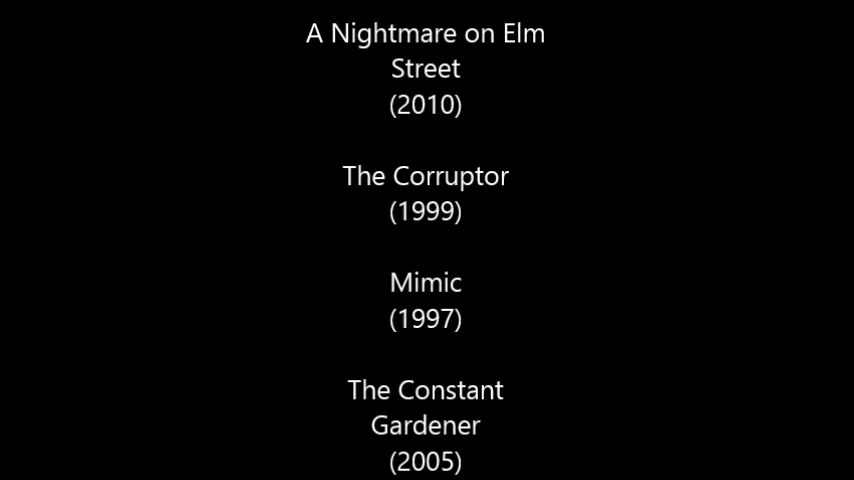 A Nightmare on Elm
Street
(2010)
The Corruptor
(1999)
Mimic
(1997)
The Constant
Gardener
(2005)